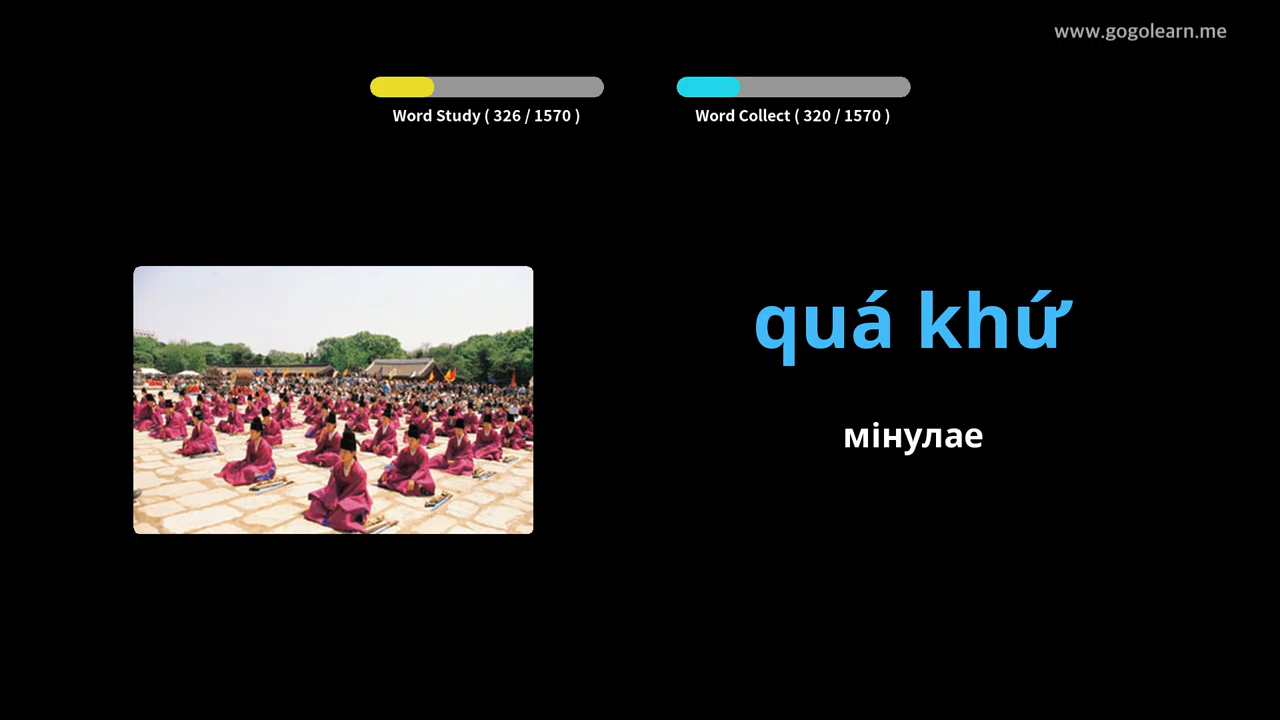 www.gogolearn.me
Word Study ( 326 / 1570 )
Word Collect ( 320 / 1570 )
quá khứ
мінулае